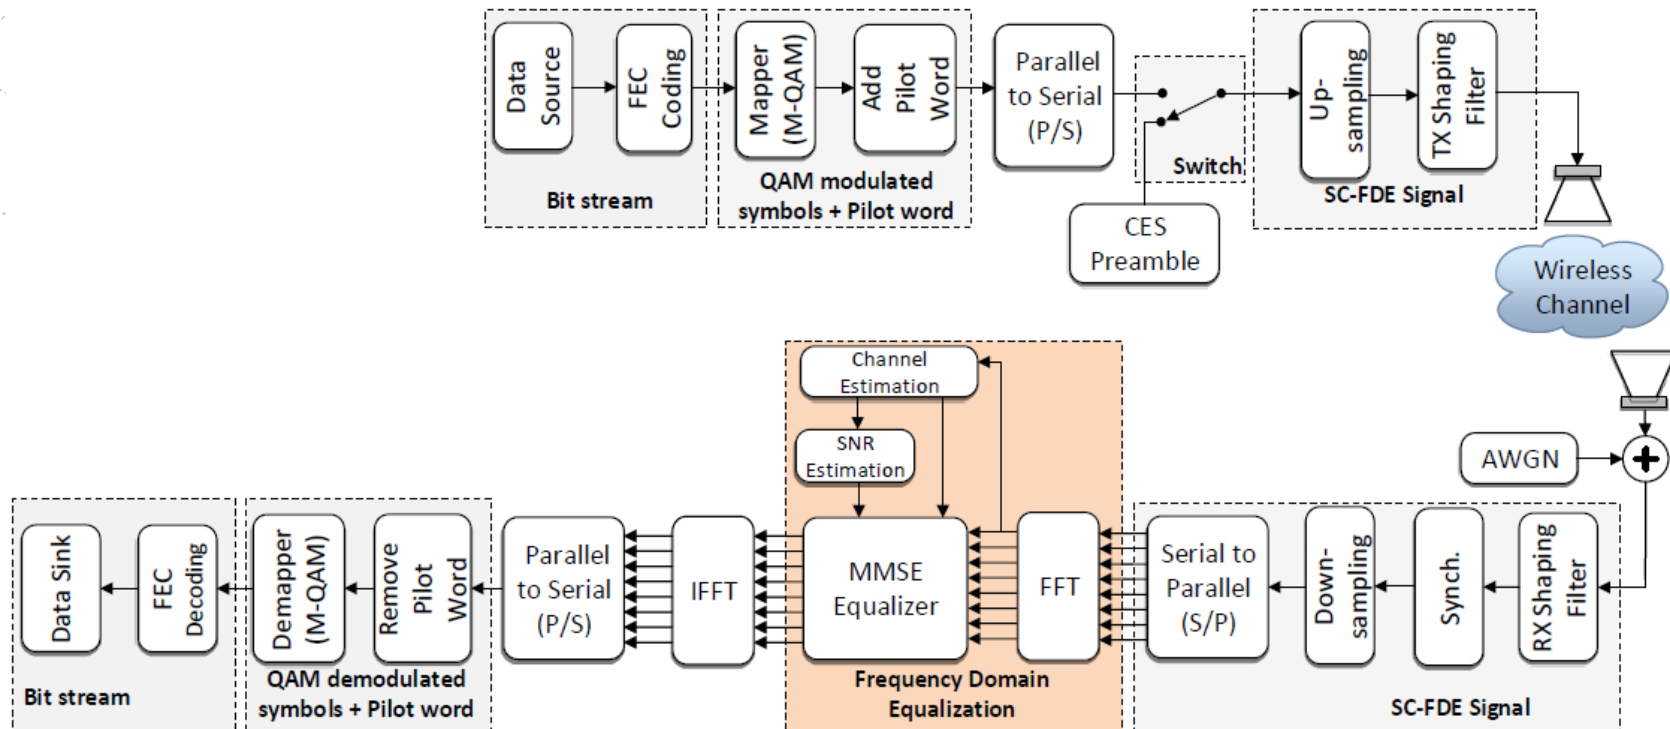 Data
Source
FEC
Coding
Bit stream
Mapper
(M-QAM)
Add
Pilot
Word
QAM modulated
symbols + Pilot word
Parallel
to Serial
(P/S)
Switch
CES
Preamble
Up-
sampling
TX Shaping
Filter
SC-FDE Signal
Wireless
Channel
AWGN
RX Shaping
Filter
Synch.
Down-
sampling
SC-FDE Signal
Serial to
Parallel
(S/P)
FFT
Channel
Estimation
SNR
Estimation
MMSE
Equalizer
Frequency Domain
Equalization
IFFT
Parallel
to Serial
(P/S)
Remove
Pilot
Word
Demapper
(M-QAM)
QAM demodulated
symbols + Pilot word
FEC
Decoding
Data Sink
Bit stream